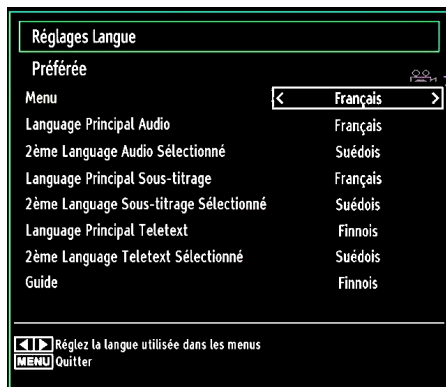 Réglages Langue
Préférée
Menu < Français >
Language Principal Audio Français
2ème Language Audio Sélectionné Suédois
Language Principal Sous-titrage Français
2ème Language Sous-titrage Sélectionné Suédois
Language Principal Teletext Finnois
2ème Language Teletext Sélectionné Suédois
Guide Finnois
Réglez la langue utilisée dans les menus
MENU Quitter